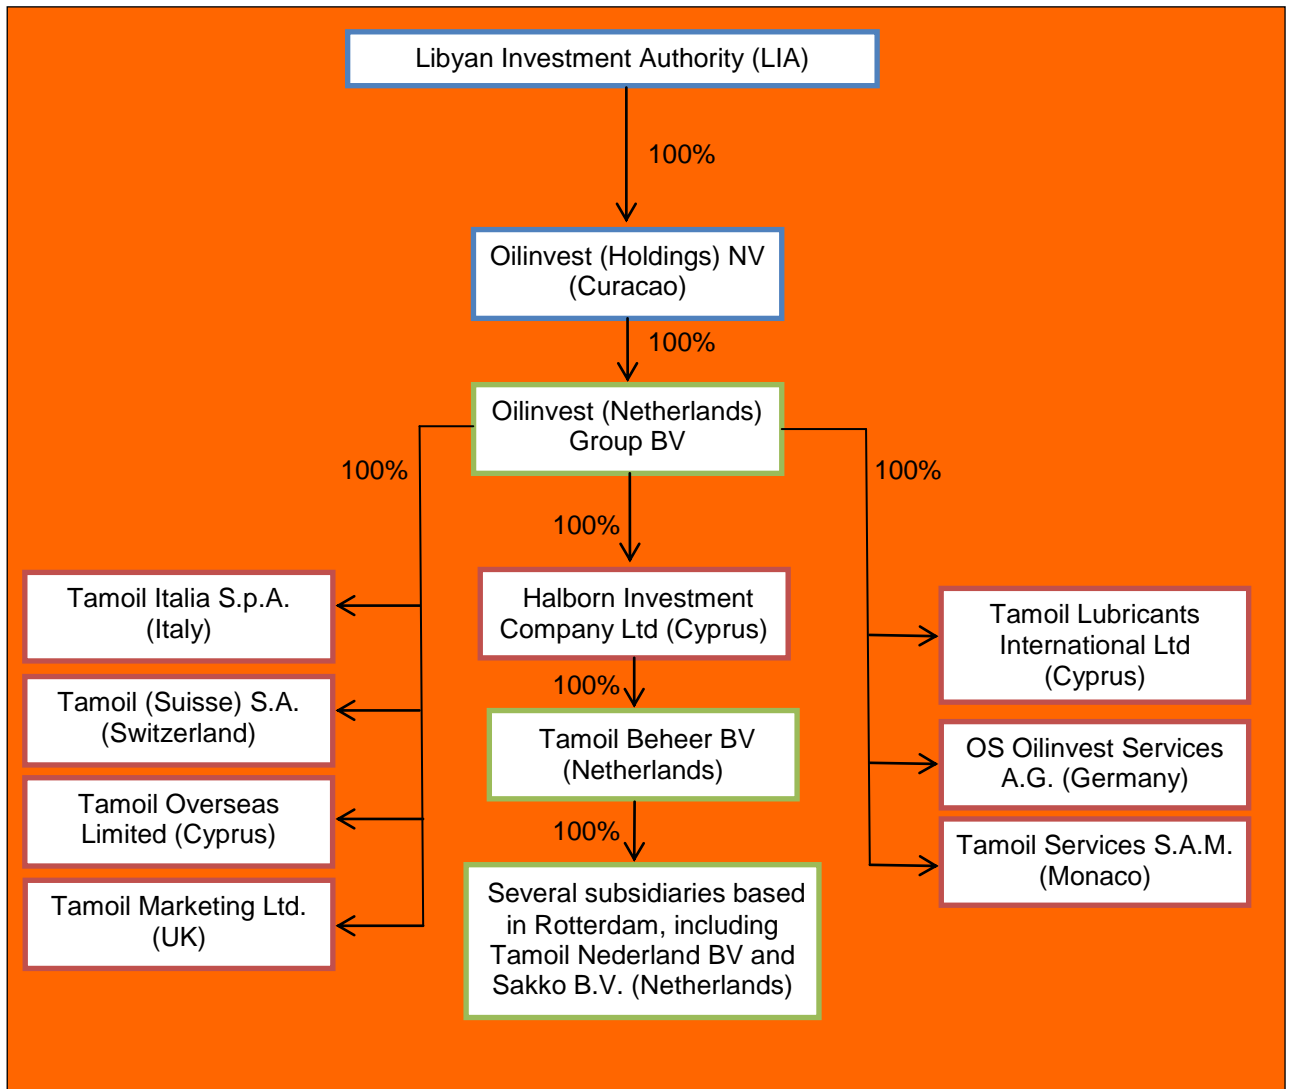 Libyan Investment Authority (LIA)
100%
Oilinvest (Holdings) NV
(Curacao)
100%
Oilinvest (Netherlands)
Group BV
100%
100%
100%
Tamoil Italia S.p.A.
(Italy)
Tamoil (Suisse) S.A.
(Switzerland)
Tamoil Overseas
Limited (Cyprus)
Tamoil Marketing Ltd.
(UK)
Halborn Investment
Company Ltd (Cyprus)
100%
Tamoil Beheer BV
(Netherlands)
100%
Several subsidiaries based
in Rotterdam, including
Tamoil Nederland BV and
Sakko B.V. (Netherlands)
Tamoil Lubricants
International Ltd
(Cyprus)
OS Oilinvest Services
A.G. (Germany)
Tamoil Services S.A.M.
(Monaco)